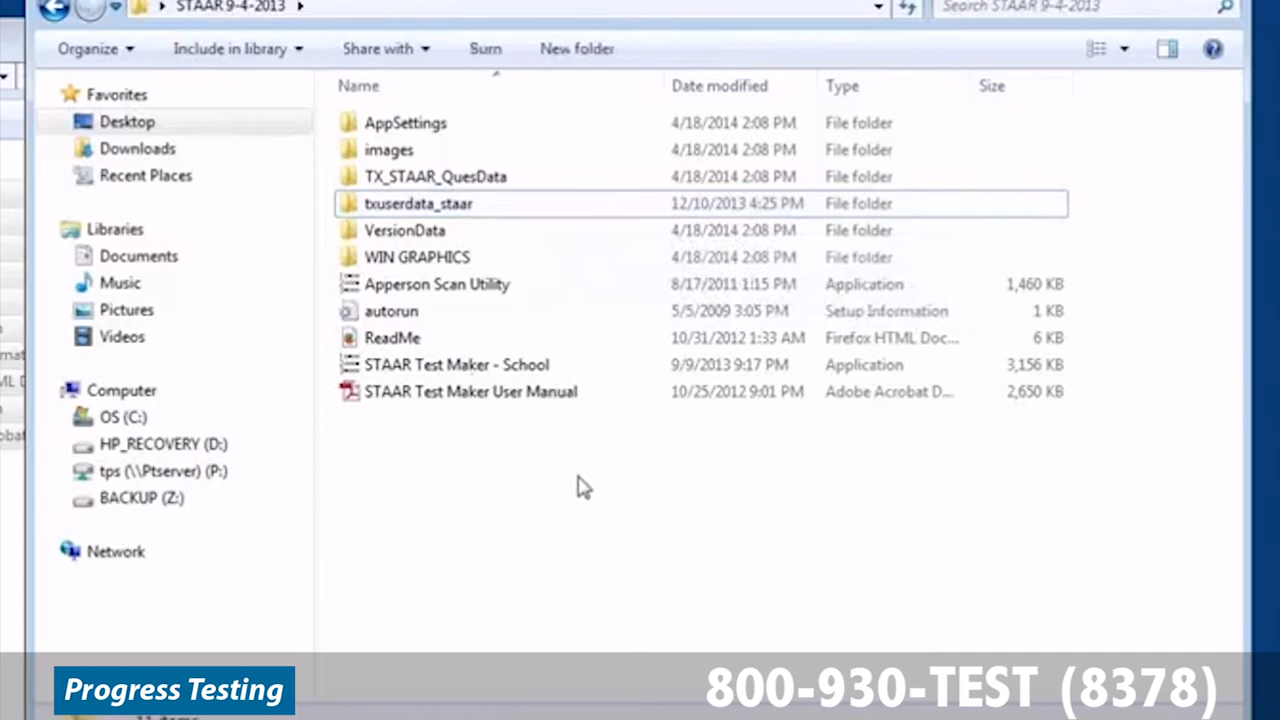 STAAR 9-4-2013
Search STAAR 9-4-2013
Organize Include in library Share with Burn New folder
Name Date modified Type Size
Favorites
Desktop
Downloads
Recent Places
Libraries
Documents
Music
Pictures
Videos
Computer
OS (C:)
HP_RECOVERY (D:)
tps (\\Ptserver) (P:)
BACKUP (Z:)
Network
AppSettings 4/18/2014 2:08 PM File folder
images 4/18/2014 2:08 PM File folder
TX_STAAR_QuesData 4/18/2014 2:08 PM File folder
txuserdata_staar 12/10/2013 4:25 PM File folder
VersionData 4/18/2014 2:08 PM File folder
WIN GRAPHICS 4/18/2014 2:08 PM File folder
Apperson Scan Utility 8/17/2011 1:15 PM Application 1,460 KB
autorun 5/5/2009 3:05 PM Setup Information 1 KB
ReadMe 10/31/2012 1:33 AM Firefox HTML Doc... 6 KB
STAAR Test Maker - School 9/9/2013 9:17 PM Application 3,156 KB
STAAR Test Maker User Manual 10/25/2012 9:01 PM Adobe Acrobat D... 2,650 KB
Progress Testing
800-930-TEST (8378)